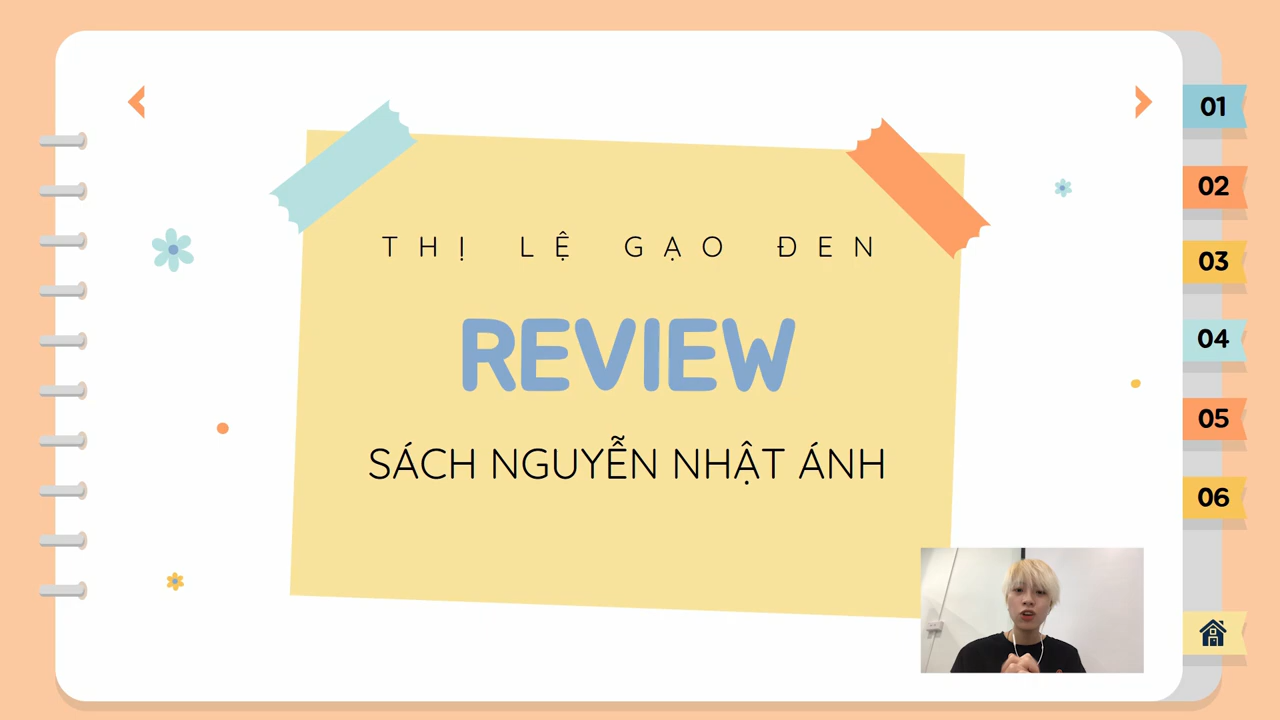 THỊ LỆ GẠO ĐEN
REVIEW
SÁCH NGUYỄN NHẬT ÁNH
01
02
03
04
05
06